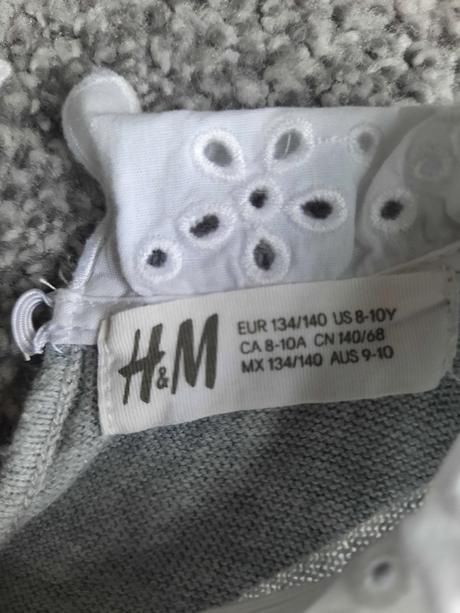 H&M
EUR 134/140 US 8-10Y
CA 8-10A CN 140/68
MX 134/140 AUS 9-10